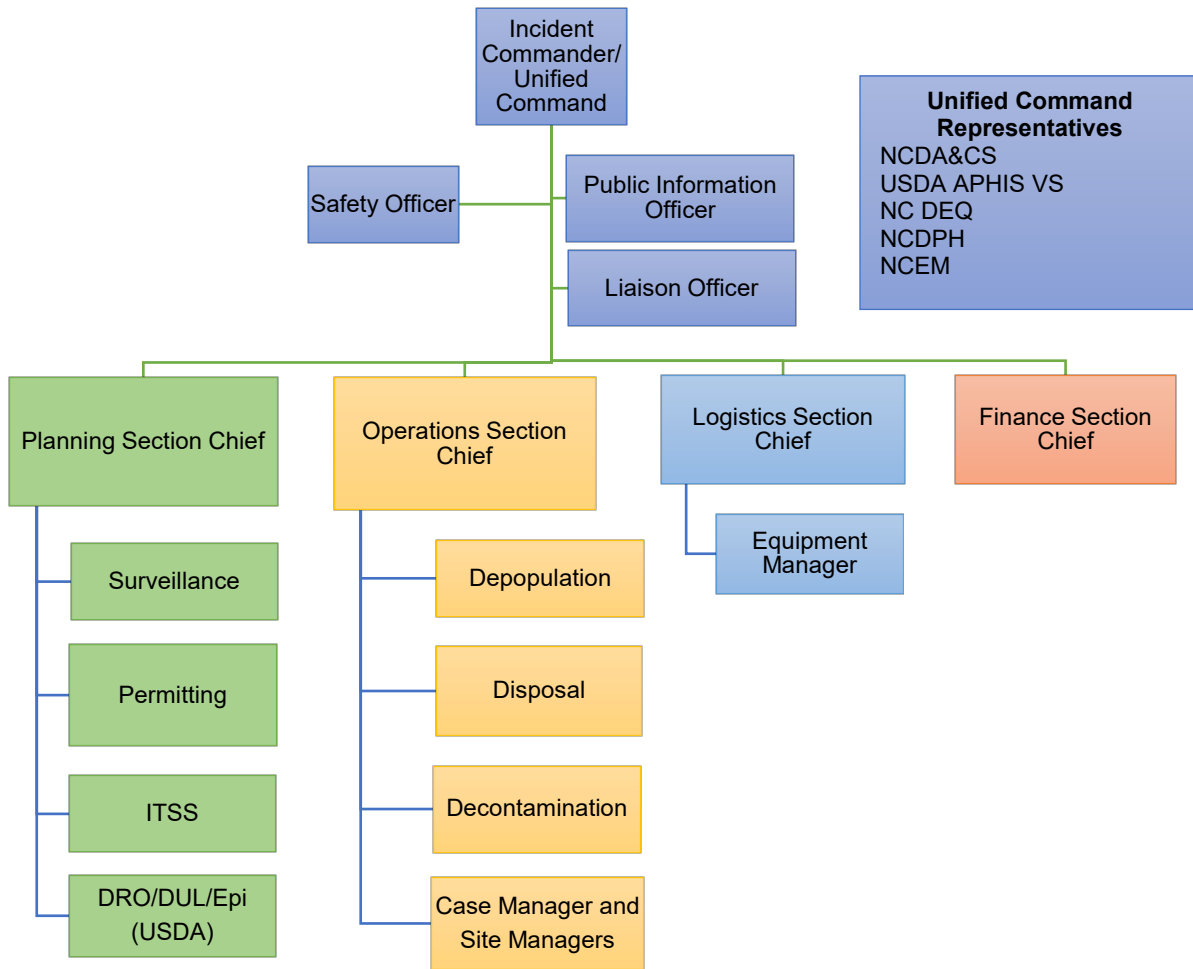 Incident
Commander/
Unified
Command
Unified Command
Representatives
NCDA&CS
USDA APHIS VS
NC DEQ
NCDPH
NCEM
Safety Officer
Public Information
Officer
Liaison Officer
Planning Section Chief
Operations Section
Chief
Logistics Section
Chief
Finance Section
Chief
Surveillance
Permitting
ITSS
DRO/DUL/Epi
(USDA)
Depopulation
Disposal
Decontamination
Case Manager and
Site Managers
Equipment
Manager